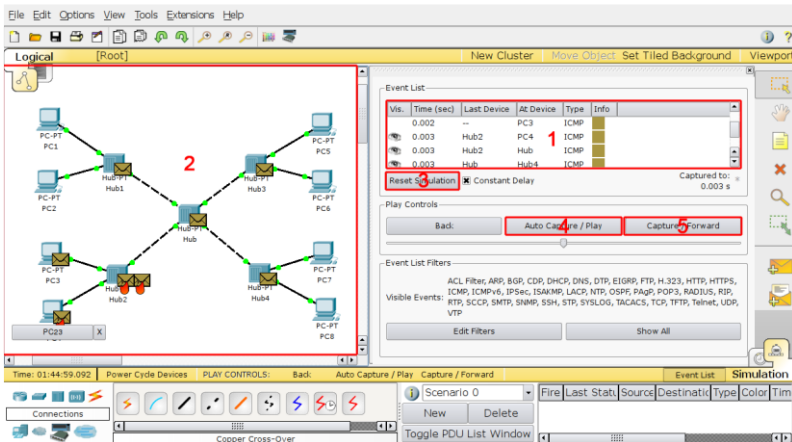 File Edit Options View Tools Extensions Help
Logical [Root] New Cluster Move Object Set Tiled Background Viewport
Event List
Vis. Time (sec) Last Device At Device Type Info
0.002 -- PC3 ICMP
0.003 Hub2 PC4 ICMP
0.003 Hub2 Hub ICMP
0.003 Hub Hub4 ICMP
1
Reset Simulation Constant Delay
3
Captured to:
0.003 s
Play Controls
Back Auto Capture / Play Capture / Forward
4 5
Event List Filters
Visible Events:
ACL Filter, ARP, BGP, CDP, DHCP, DNS, DTP, EIGRP, FTP, H.323, HTTP, HTTPS,
ICMP, ICMPv6, IPSec, ISAKMP, LACP, NTP, OSPF, PAgP, POP3, RADIUS, RIP,
RTP, SCCP, SMTP, SNMP, SSH, STP, SYSLOG, TACACS, TCP, TFTP, Telnet, UDP,
VTP
Edit Filters Show All
2
PC-PT
PC1
PC-PT
PC2
Hub-PT
Hub1
PC-PT
PC5
Hub-PT
Hub3
PC-PT
PC6
Hub-PT
Hub
PC-PT
PC3
Hub2
Hub-PT
Hub4
PC-PT
PC7
PC-PT
PC8
X
Time: 01:44:59.092 Power Cycle Devices PLAY CONTROLS: Back Auto Capture / Play Capture / Forward Event List Simulation
Connections
Copper Cross-Over
Scenario 0
New Delete
Toggle PDU List Window
Fire Last Statu Source Destinatic Type Color Tim